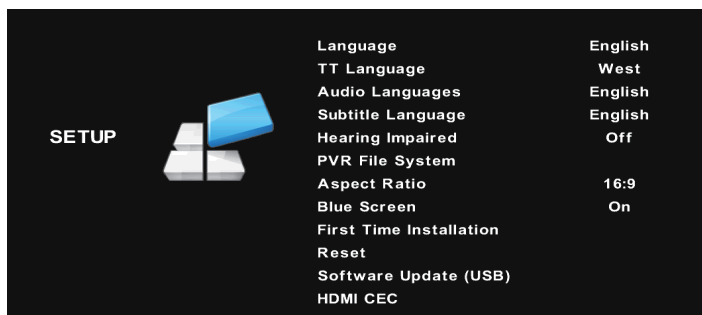 SETUP
Language English
TT Language West
Audio Languages English
Subtitle Language English
Hearing Impaired Off
PVR File System
Aspect Ratio 16:9
Blue Screen On
First Time Installation
Reset
Software Update (USB)
HDMI CEC